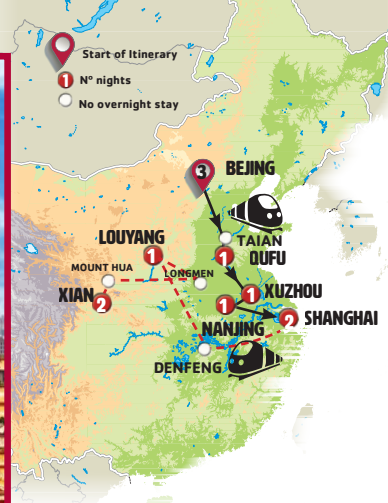 Start of Itinerary
1 Nº nights
No overnight stay
3 BEJING
TAIAN
1 QUFU
LOUYANG
1
MOUNT HUA
LONGMEN
XIAN 2
1 XUZHOU
1
NANJING
2 SHANGHAI
DENFENG